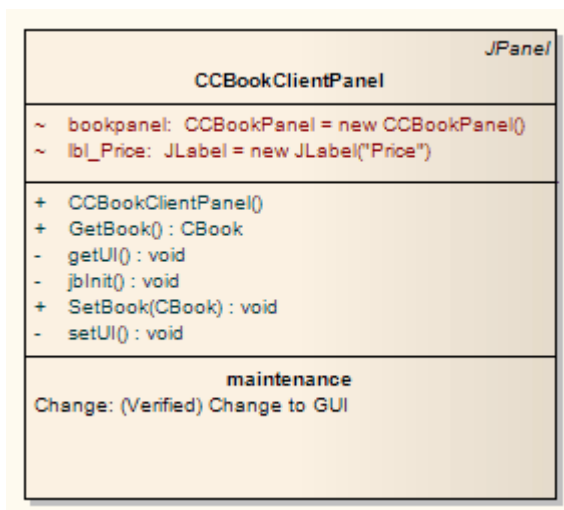 JPanel
CCBookClientPanel
~ bookpanel: CCBookPanel = new CCBookPanel()
~ lbl_Price: JLabel = new JLabel("Price")
+ CCBookClientPanel()
+ GetBook() : CBook
- getUI() : void
- jbInit() : void
+ SetBook(CBook) : void
- setUI() : void
maintenance
Change: (Verified) Change to GUI